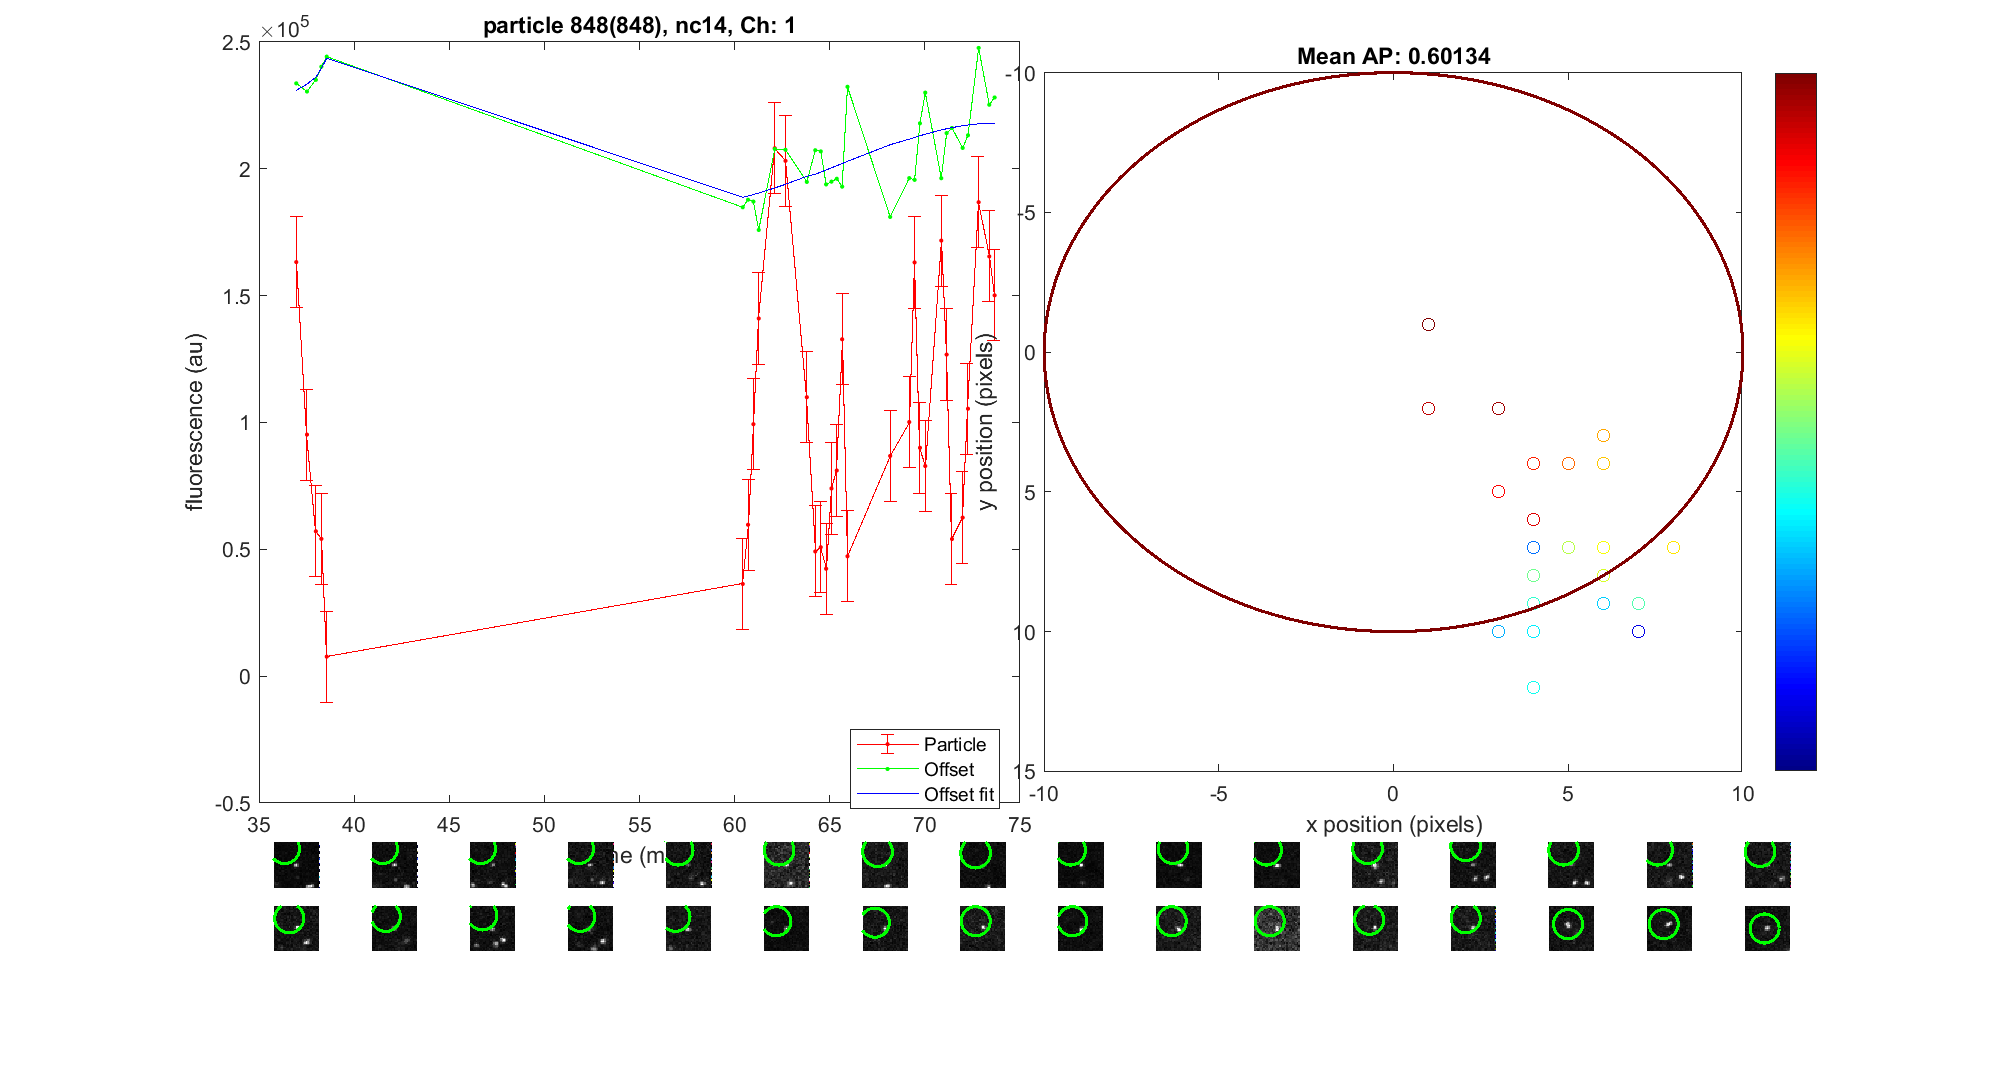 particle 848(848), nc14, Ch: 1
×10⁵
2.5
2
1.5
1
0.5
0
-0.5
fluorescence (au)
35 40 45 50 55 60 65 70 75
Particle
Offset
Offset fit
Mean AP: 0.60134
-10
-5
0
5
10
15
y position (pixels)
-10 -5 0 5 10
x position (pixels)